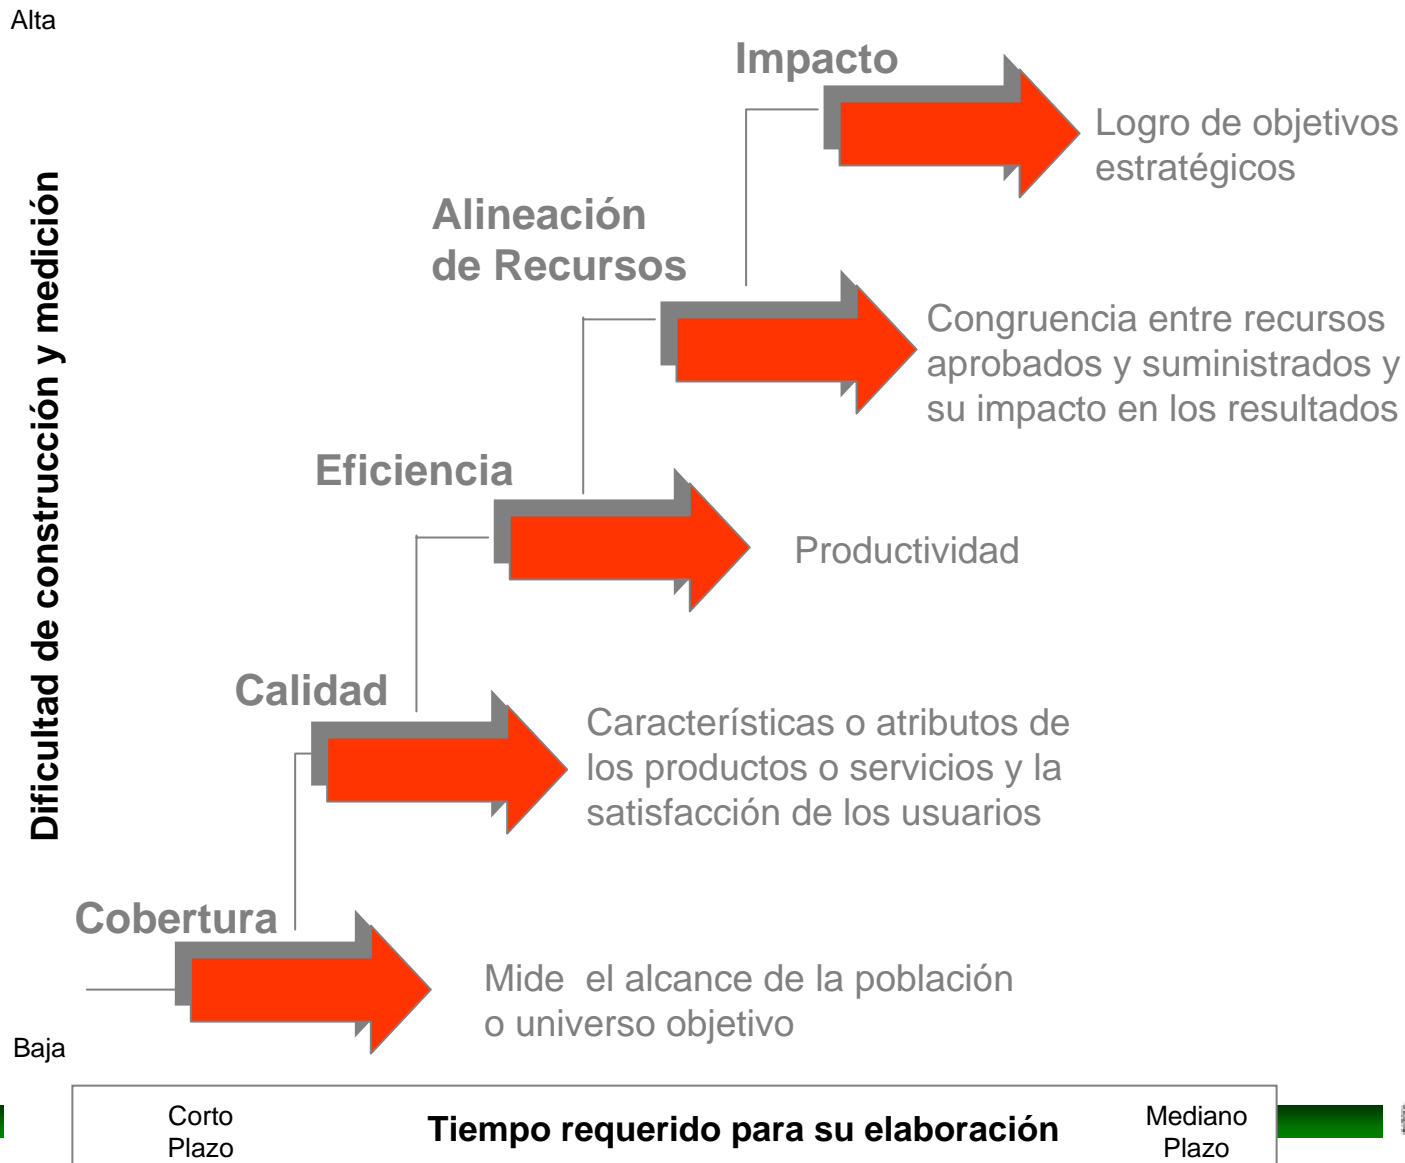 Alta
Impacto
Logro de objetivos
estratégicos
Alineación
de Recursos
Congruencia entre recursos
aprobados y suministrados y
su impacto en los resultados
Eficiencia
Productividad
Calidad
Características o atributos de
los productos o servicios y la
satisfacción de los usuarios
Cobertura
Mide el alcance de la población
o universo objetivo
Dificultad de construcción y medición
Baja
Corto
Plazo
Tiempo requerido para su elaboración
Mediano
Plazo